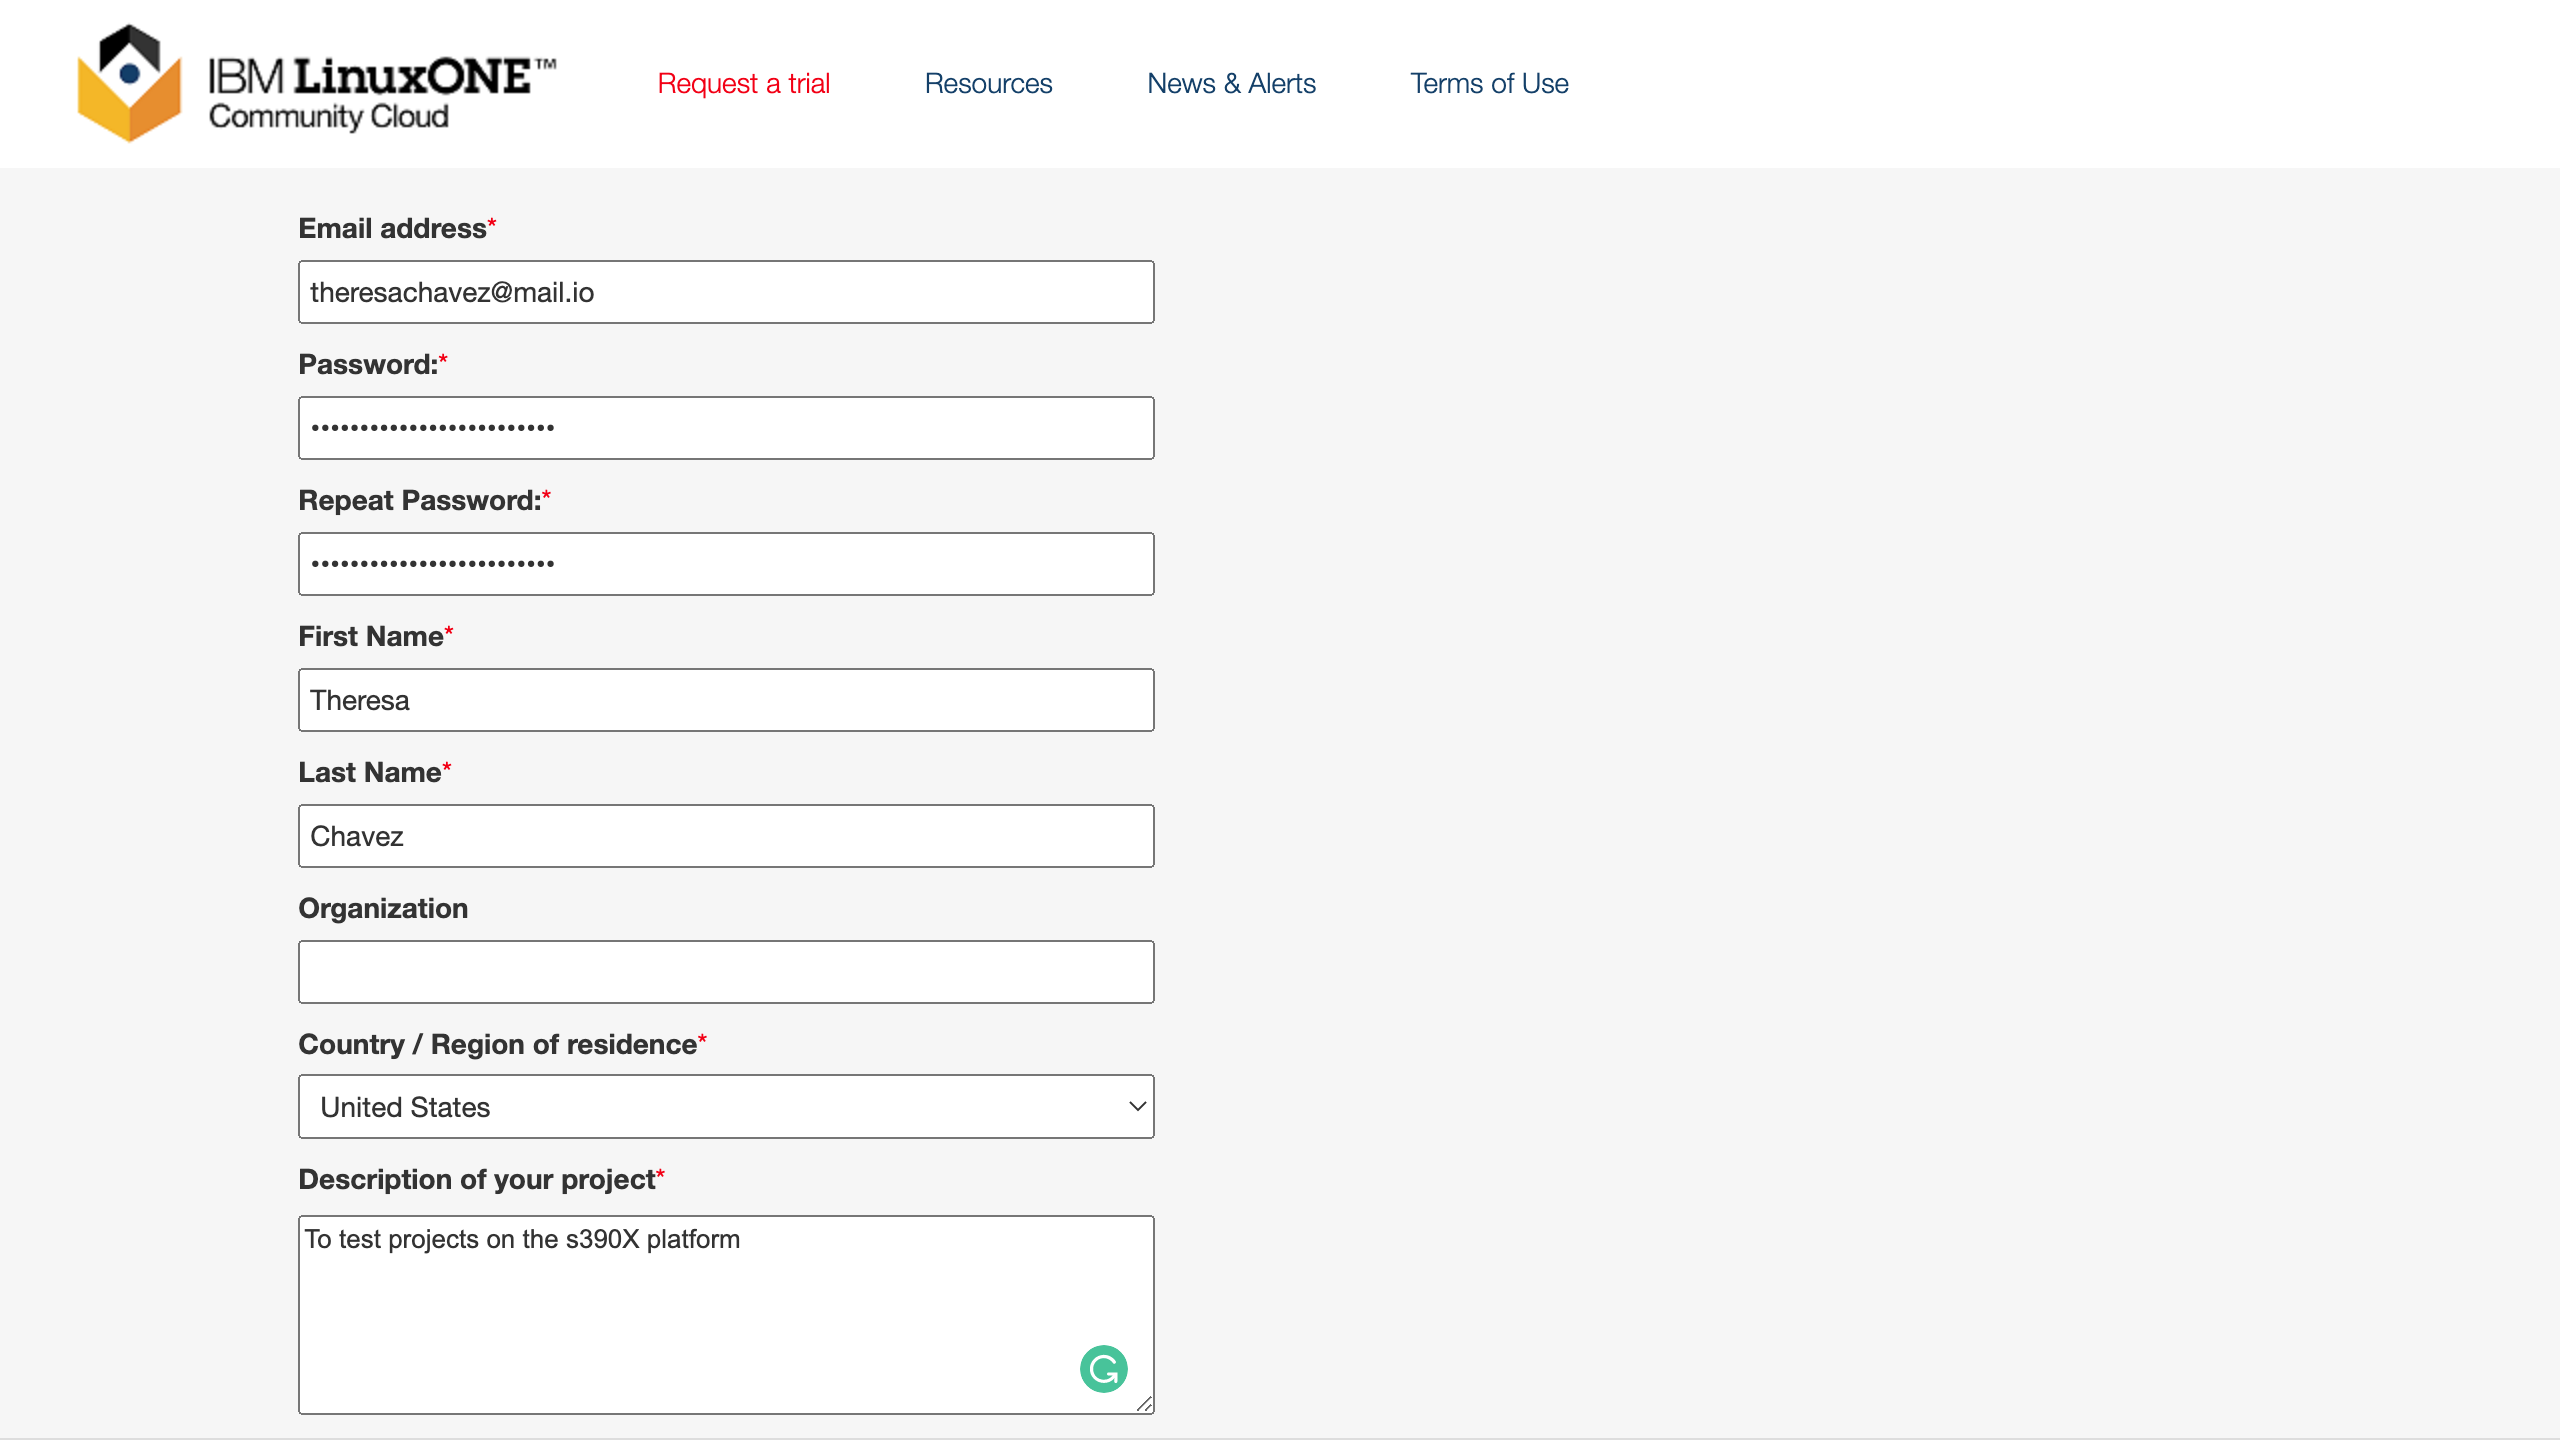 IBM LinuxONE™
Community Cloud
Request a trial
Resources
News & Alerts
Terms of Use
Email address*
theresachavez@mail.io
Password:*
•••••••••••••••••••••••••
Repeat Password:*
•••••••••••••••••••••••••
First Name*
Theresa
Last Name*
Chavez
Organization
Country / Region of residence*
United States
Description of your project*
To test projects on the s390X platform